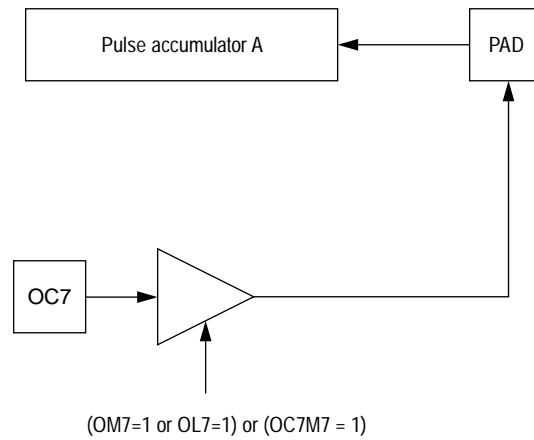 Pulse accumulator A
PAD
OC7
(OM7=1 or OL7=1) or (OC7M7 = 1)